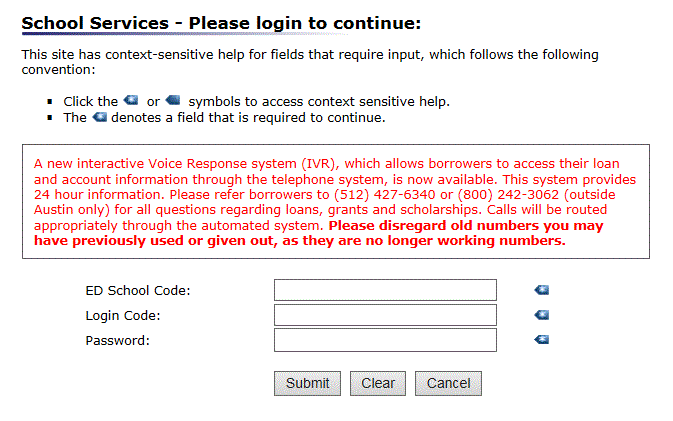 School Services - Please login to continue:
This site has context-sensitive help for fields that require input, which follows the following
convention:
Click the or symbols to access context sensitive help.
The denotes a field that is required to continue.
A new interactive Voice Response system (IVR), which allows borrowers to access their loan
and account information through the telephone system, is now available. This system provides
24 hour information. Please refer borrowers to (512) 427-6340 or (800) 242-3062 (outside
Austin only) for all questions regarding loans, grants and scholarships. Calls will be routed
appropriately through the automated system. Please disregard old numbers you may
have previously used or given out, as they are no longer working numbers.
ED School Code:
Login Code:
Password:
Submit Clear Cancel